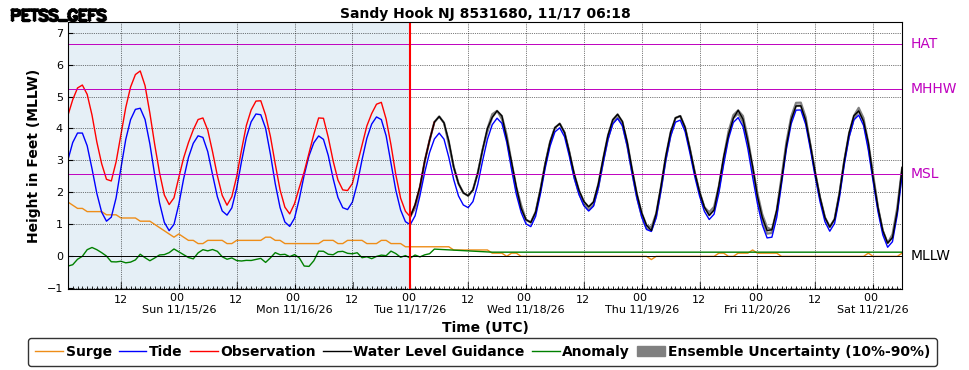 PETSS_GEFS
Sandy Hook NJ 8531680, 11/17 06:18
Height in Feet (MLLW)
7
6
5
4
3
2
1
0
−1
HAT
MHHW
MSL
MLLW
12 00 12 00 12 00 12 00 12 00 12 00 12 00
Sun 11/15/26 Mon 11/16/26 Tue 11/17/26 Wed 11/18/26 Thu 11/19/26 Fri 11/20/26 Sat 11/21/26
Time (UTC)
Surge Tide Observation Water Level Guidance Anomaly Ensemble Uncertainty (10%-90%)